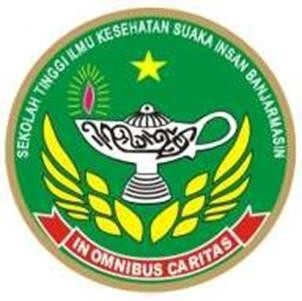 SEKOLAH TINGGI ILMU KESEHATAN SUAKA INSAN BANJARMASIN
IN OMNIBUS CARITAS